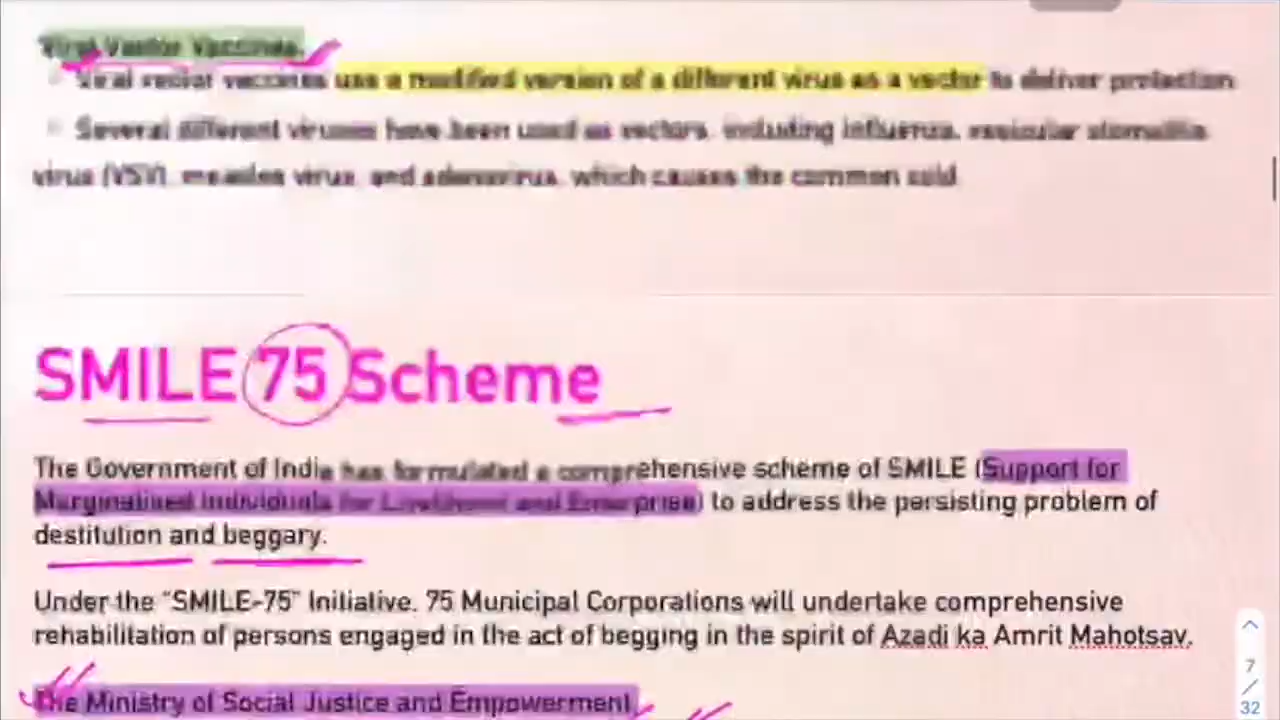 Viral Vector Vaccines.
Viral vector vaccines use a modified version of a different virus as a vector to deliver protection
Several different viruses have been used as vectors, including influenza, vesicular stomatitis
virus (VSV), measles virus, and adenovirus, which causes the common cold
SMILE 75 Scheme
The Government of India has formulated a comprehensive scheme of SMILE (Support for
Marginalised Individuals for Livelihood and Enterprise) to address the persisting problem of
destitution and beggary.
Under the "SMILE-75" Initiative, 75 Municipal Corporations will undertake comprehensive
rehabilitation of persons engaged in the act of begging in the spirit of Azadi ka Amrit Mahotsav.
The Ministry of Social Justice and Empowerment
7
/
32